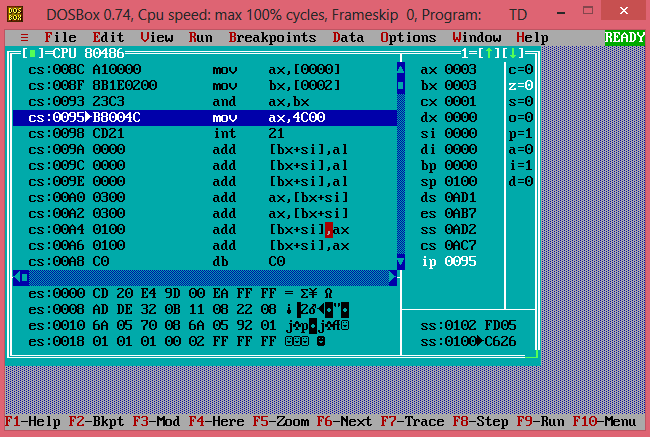 DOSBox 0.74, Cpu speed: max 100% cycles, Frameskip 0, Program: TD
≡ File Edit View Run Breakpoints Data Options Window Help READY
[■]=CPU 80486 1=[↑][↓]
cs:008C A10000 mov ax,[0000] ax 0003 c=0
cs:008F 8B1E0200 mov bx,[0002] bx 0003 z=0
cs:0093 23C3 and ax,bx cx 0001 s=0
cs:0095►B8004C mov ax,4C00 dx 0000 o=0
cs:0098 CD21 int 21 si 0000 p=1
cs:009A 0000 add [bx+si],al di 0000 a=0
cs:009C 0000 add [bx+si],al bp 0000 i=1
cs:009E 0000 add [bx+si],al sp 0100 d=0
cs:00A0 0300 add ax,[bx+si] ds 0AD1
cs:00A2 0300 add ax,[bx+si] es 0AB7
cs:00A4 0100 add [bx+si],ax ss 0AD2
cs:00A6 0100 add [bx+si],ax cs 0AC7
cs:00A8 C0 db C0 ip 0095
es:0000 CD 20 E4 9D 00 EA FF FF = Σ¥ Ω
es:0008 AD DE 32 0B 11 08 22 08
es:0010 6A 05 70 08 6A 05 92 01
es:0018 01 01 01 00 02 FF FF FF ☺☺☺ ☻
ss:0102 FD05
ss:0100►C626
F1-Help F2-Bkpt F3-Mod F4-Here F5-Zoom F6-Next F7-Trace F8-Step F9-Run F10-Menu